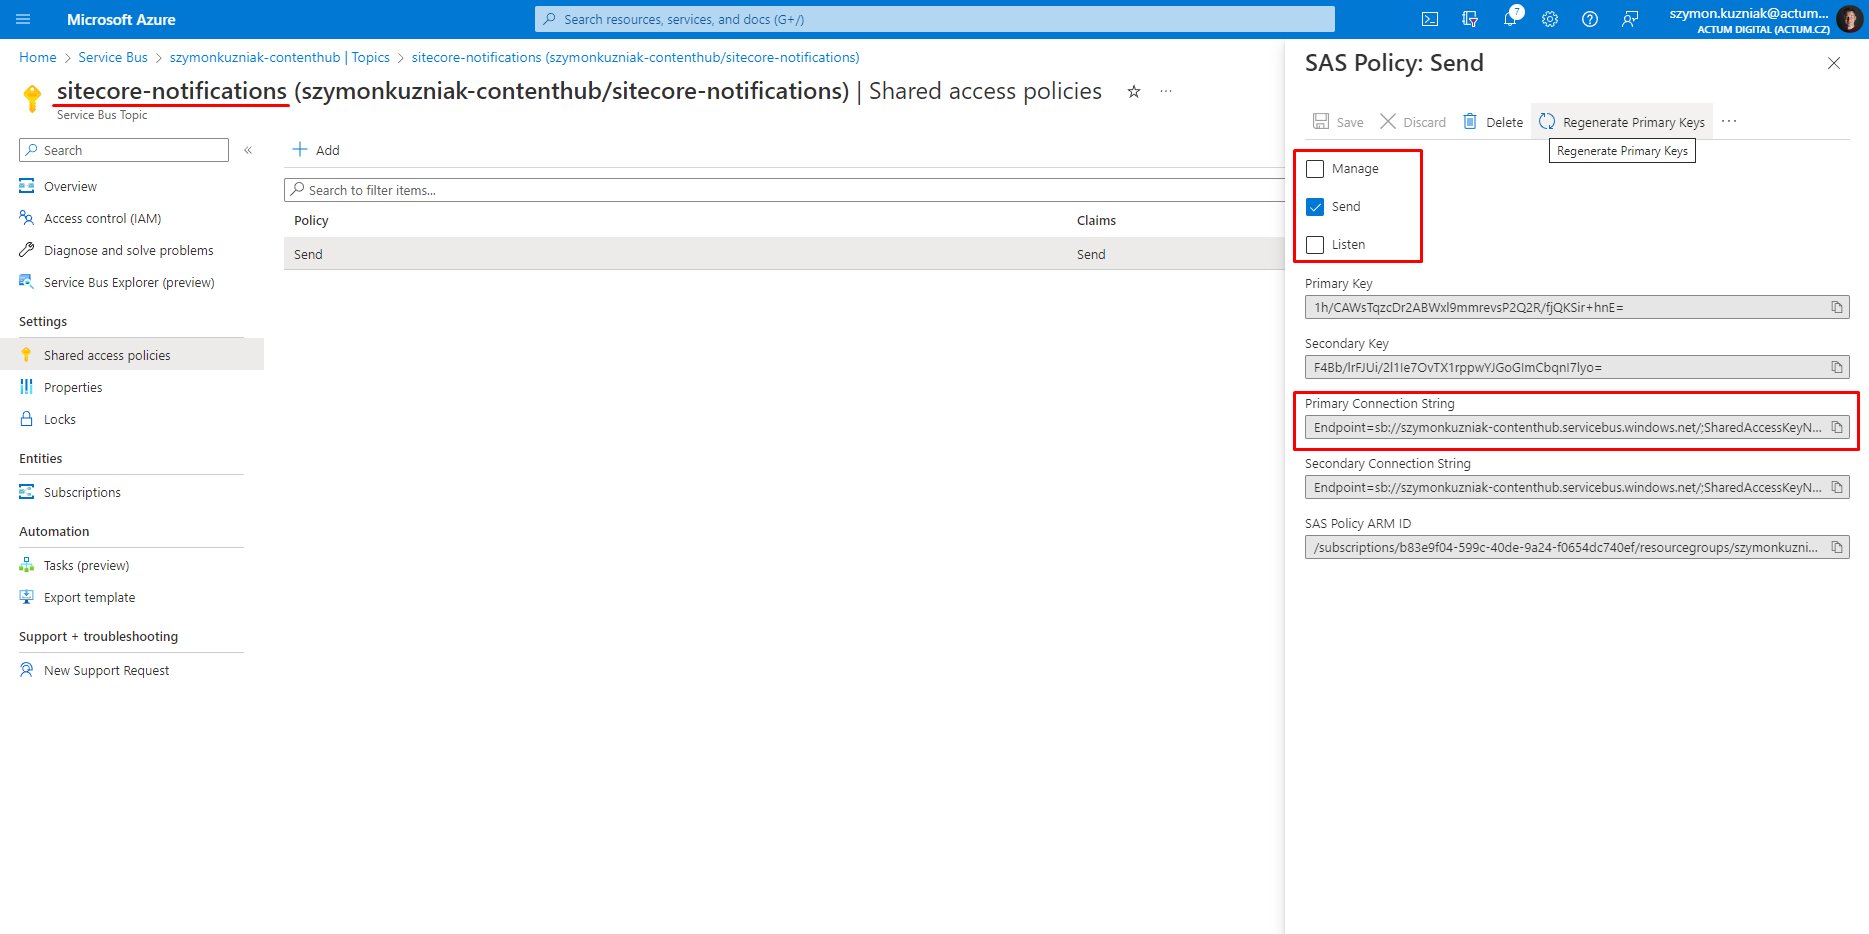 Microsoft Azure
Search resources, services, and docs (G+/)
7
szymon.kuzniak@actum...
ACTUM DIGITAL (ACTUM.CZ)
Home > Service Bus > szymonkuzniak-contenthub | Topics > sitecore-notifications (szymonkuzniak-contenthub/sitecore-notifications)
sitecore-notifications (szymonkuzniak-contenthub/sitecore-notifications) | Shared access policies
Service Bus Topic
Search
Overview
Access control (IAM)
Diagnose and solve problems
Service Bus Explorer (preview)
Settings
Shared access policies
Properties
Locks
Entities
Subscriptions
Automation
Tasks (preview)
Export template
Support + troubleshooting
New Support Request
Add
Search to filter items...
Policy Claims
Send Send
SAS Policy: Send
Save Discard Delete Regenerate Primary Keys
Regenerate Primary Keys
Manage
Send
Listen
Primary Key
1h/CAWsTqzcDr2ABWxl9mmrevsP2Q2R/fjQKSir+hnE=
Secondary Key
F4Bb/lrFJUi/2l1Ie7OvTX1rppwYJGoGImCbqnI7lyo=
Primary Connection String
Endpoint=sb://szymonkuzniak-contenthub.servicebus.windows.net/;SharedAccessKeyN...
Secondary Connection String
Endpoint=sb://szymonkuzniak-contenthub.servicebus.windows.net/;SharedAccessKeyN...
SAS Policy ARM ID
/subscriptions/b83e9f04-599c-40de-9a24-f0654dc740ef/resourcegroups/szymonkuzni...